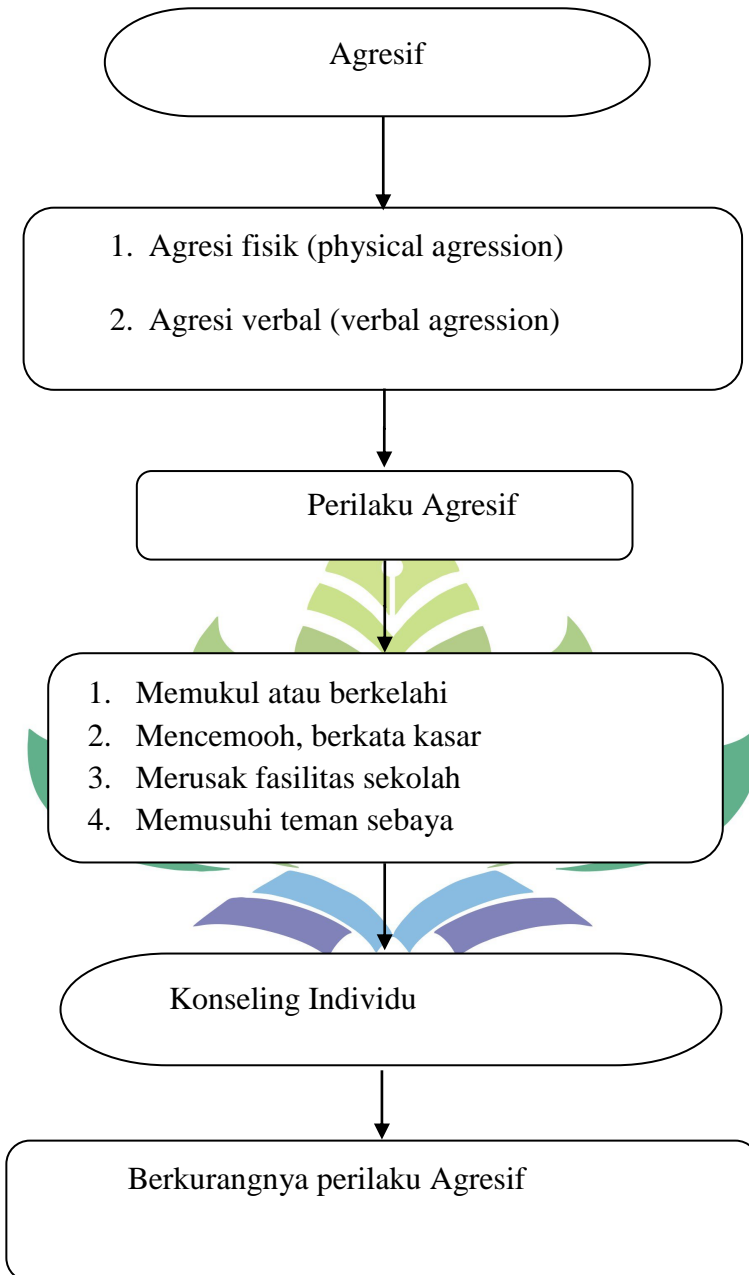 Agresif
1. Agresi fisik (physical agression)
2. Agresi verbal (verbal agression)
Perilaku Agresif
1. Memukul atau berkelahi
2. Mencemooh, berkata kasar
3. Merusak fasilitas sekolah
4. Memusuhi teman sebaya
Konseling Individu
Berkurangnya perilaku Agresif